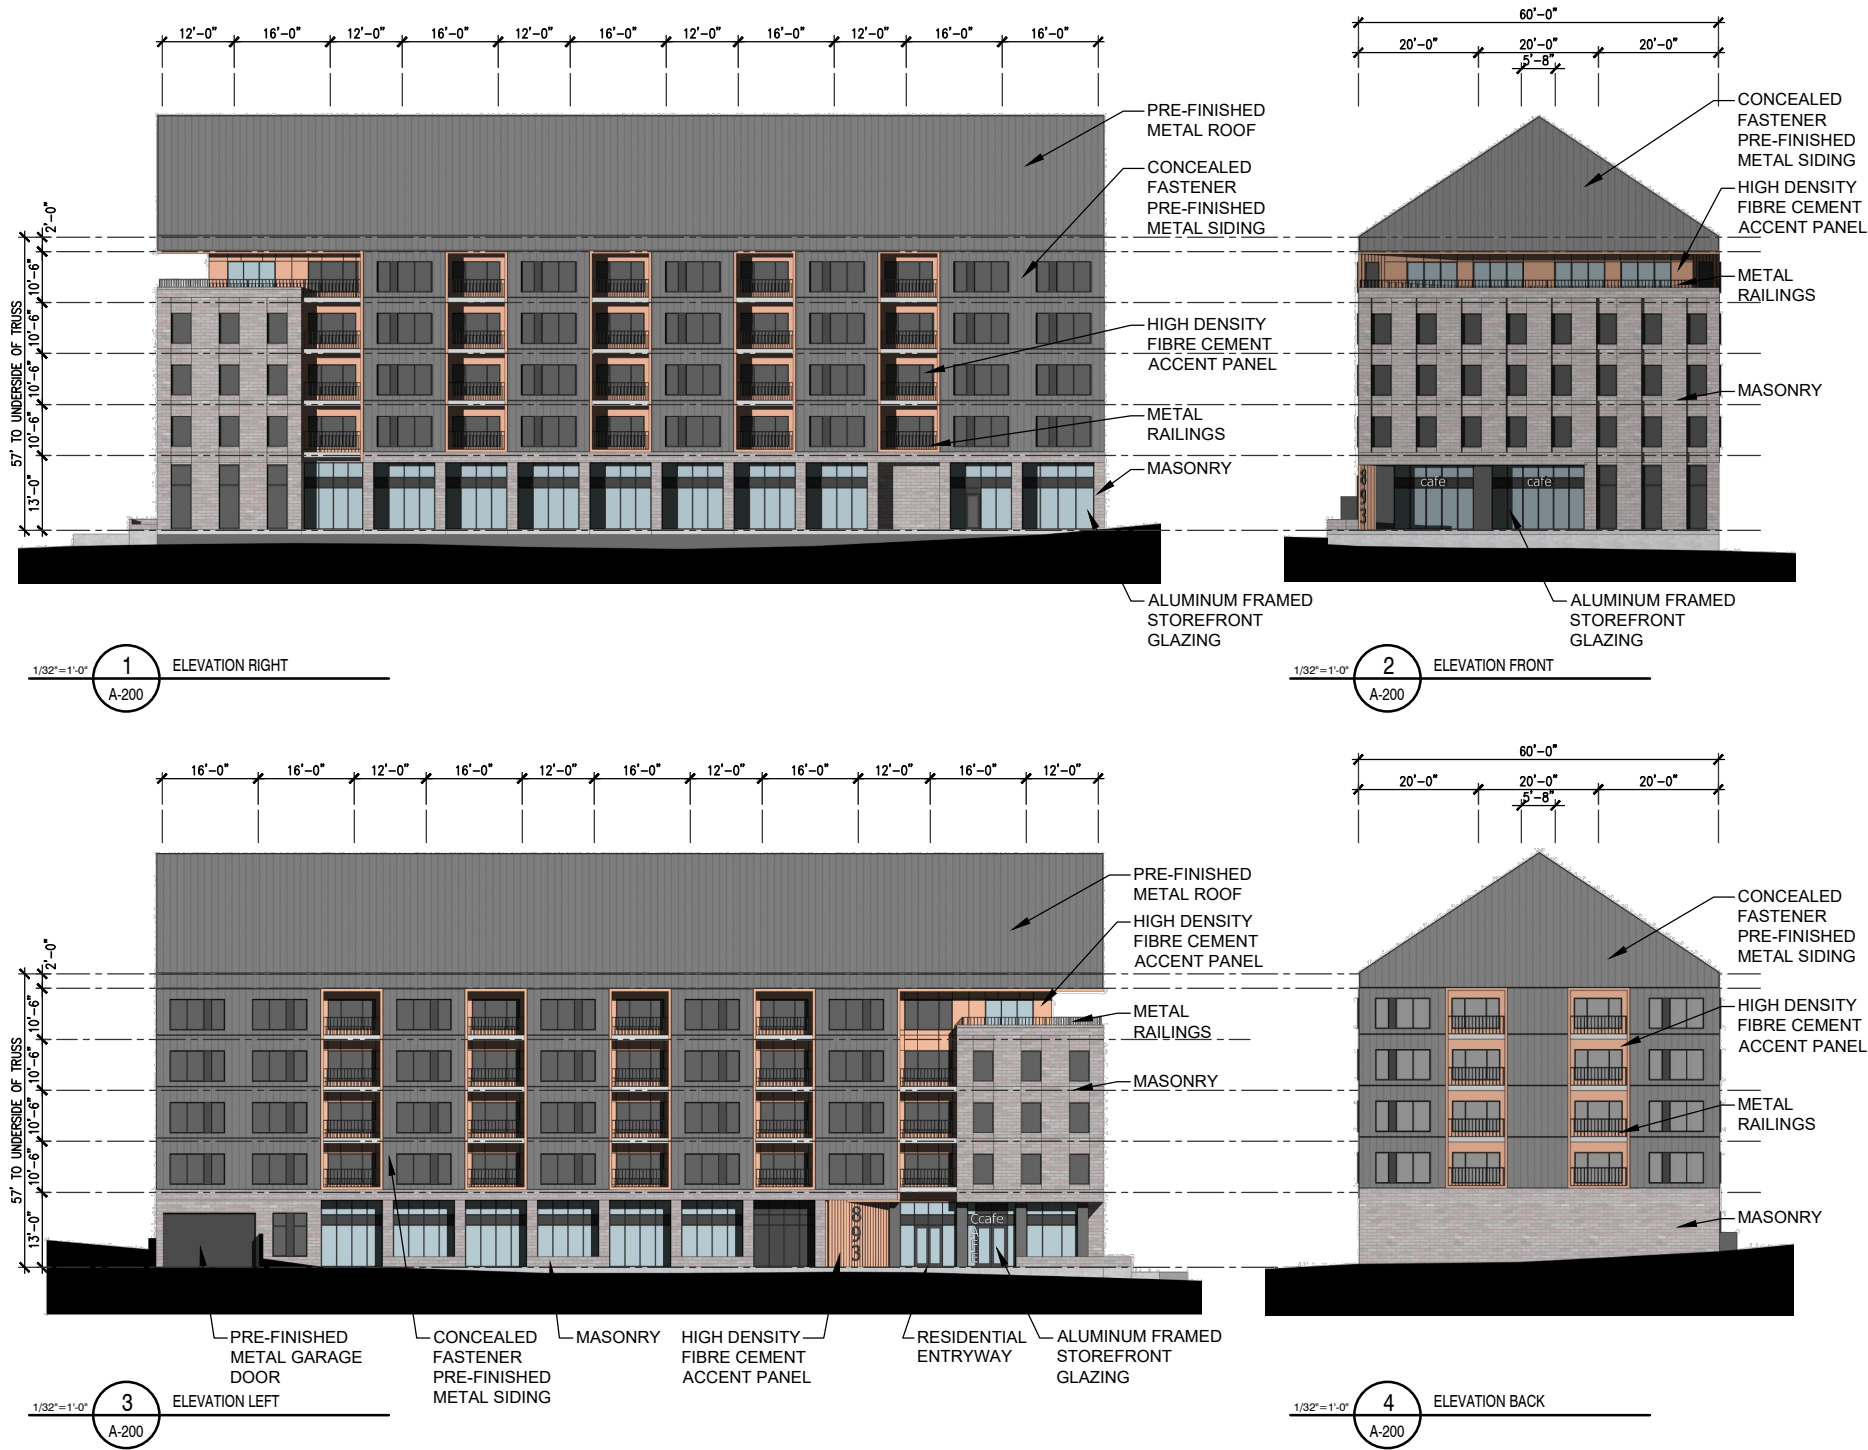 12'-0" 16'-0" 12'-0" 16'-0" 12'-0" 16'-0" 12'-0" 16'-0" 12'-0" 16'-0" 16'-0"
PRE-FINISHED
METAL ROOF
CONCEALED
FASTENER
PRE-FINISHED
METAL SIDING
HIGH DENSITY
FIBRE CEMENT
ACCENT PANEL
METAL
RAILINGS
MASONRY
ALUMINUM FRAMED
STOREFRONT
GLAZING
2'-0"
10'-6"
10'-6"
10'-6"
10'-6"
13'-0"
57' TO UNDERSIDE OF TRUSS
1/32"=1'-0"
1
A-200
ELEVATION RIGHT
60'-0"
20'-0" 20'-0" 20'-0"
5'-8"
CONCEALED
FASTENER
PRE-FINISHED
METAL SIDING
HIGH DENSITY
FIBRE CEMENT
ACCENT PANEL
METAL
RAILINGS
MASONRY
893
cafe cafe
ALUMINUM FRAMED
STOREFRONT
GLAZING
1/32"=1'-0"
2
A-200
ELEVATION FRONT
16'-0" 16'-0" 12'-0" 16'-0" 12'-0" 16'-0" 12'-0" 16'-0" 12'-0" 16'-0" 12'-0"
PRE-FINISHED
METAL ROOF
HIGH DENSITY
FIBRE CEMENT
ACCENT PANEL
METAL
RAILINGS
MASONRY
2'-0"
10'-6"
10'-6"
10'-6"
10'-6"
13'-0"
57' TO UNDERSIDE OF TRUSS
893
Ccafe
PRE-FINISHED
METAL GARAGE
DOOR
CONCEALED
FASTENER
PRE-FINISHED
METAL SIDING
MASONRY
HIGH DENSITY
FIBRE CEMENT
ACCENT PANEL
RESIDENTIAL
ENTRYWAY
ALUMINUM FRAMED
STOREFRONT
GLAZING
1/32"=1'-0"
3
A-200
ELEVATION LEFT
60'-0"
20'-0" 20'-0" 20'-0"
5'-8"
CONCEALED
FASTENER
PRE-FINISHED
METAL SIDING
HIGH DENSITY
FIBRE CEMENT
ACCENT PANEL
METAL
RAILINGS
MASONRY
1/32"=1'-0"
4
A-200
ELEVATION BACK